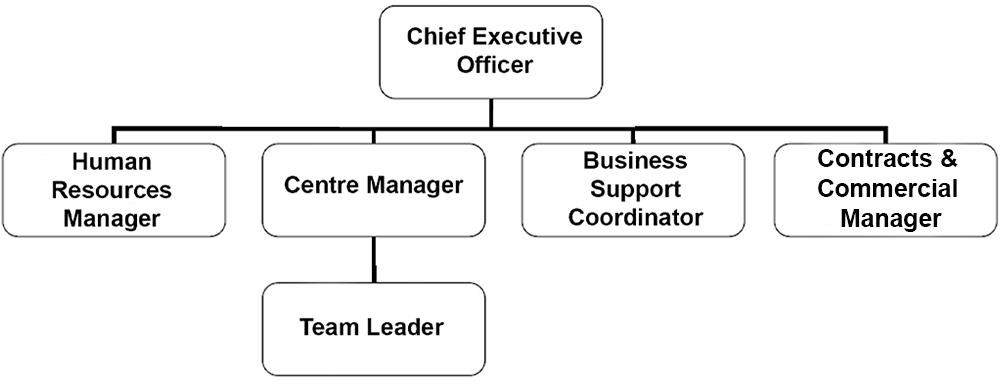 Chief Executive
Officer
Human
Resources
Manager
Centre Manager
Business
Support
Coordinator
Contracts &
Commercial
Manager
Team Leader